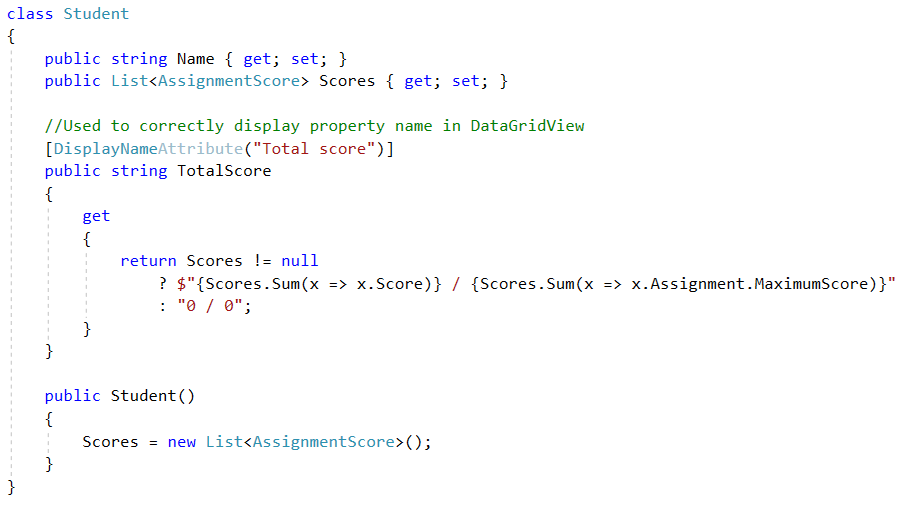 class Student
{
    public string Name { get; set; }
    public List<AssignmentScore> Scores { get; set; }

    //Used to correctly display property name in DataGridView
    [DisplayNameAttribute("Total score")]
    public string TotalScore
    {
        get
        {
            return Scores != null
                ? $"{Scores.Sum(x => x.Score)} / {Scores.Sum(x => x.Assignment.MaximumScore)}"
                : "0 / 0";
        }
    }

    public Student()
    {
        Scores = new List<AssignmentScore>();
    }
}